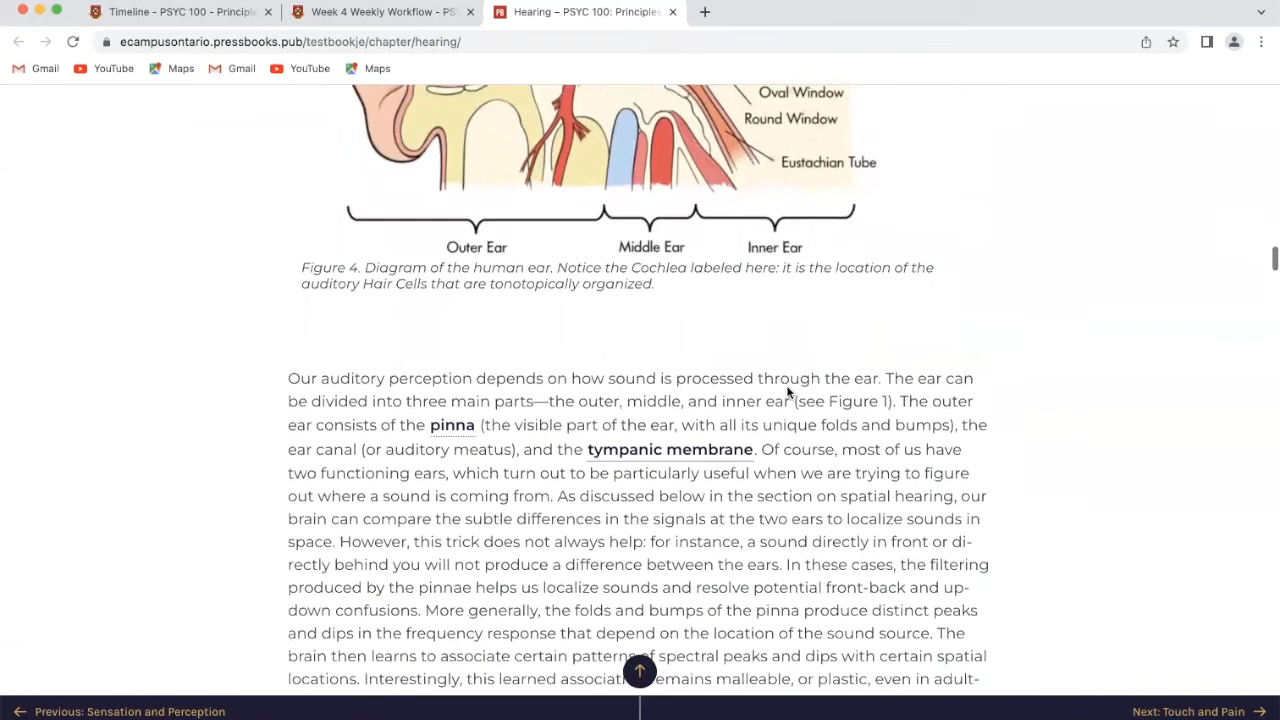 Timeline - PSYC 100 - Principle
Week 4 Weekly Workflow - PSY
Hearing – PSYC 100: Principles
ecampusontario.pressbooks.pub/testbookje/chapter/hearing/
Gmail YouTube Maps Gmail YouTube Maps
Oval Window
Round Window
Eustachian Tube
Outer Ear Middle Ear Inner Ear
Figure 4. Diagram of the human ear. Notice the Cochlea labeled here: it is the location of the
auditory Hair Cells that are tonotopically organized.
Our auditory perception depends on how sound is processed through the ear. The ear can
be divided into three main parts—the outer, middle, and inner ear (see Figure 1). The outer
ear consists of the pinna (the visible part of the ear, with all its unique folds and bumps), the
ear canal (or auditory meatus), and the tympanic membrane. Of course, most of us have
two functioning ears, which turn out to be particularly useful when we are trying to figure
out where a sound is coming from. As discussed below in the section on spatial hearing, our
brain can compare the subtle differences in the signals at the two ears to localize sounds in
space. However, this trick does not always help: for instance, a sound directly in front or di-
rectly behind you will not produce a difference between the ears. In these cases, the filtering
produced by the pinnae helps us localize sounds and resolve potential front-back and up-
down confusions. More generally, the folds and bumps of the pinna produce distinct peaks
and dips in the frequency response that depend on the location of the sound source. The
brain then learns to associate certain patterns of spectral peaks and dips with certain spatial
locations. Interestingly, this learned associati emains malleable, or plastic, even in adult-
Previous: Sensation and Perception
Next: Touch and Pain